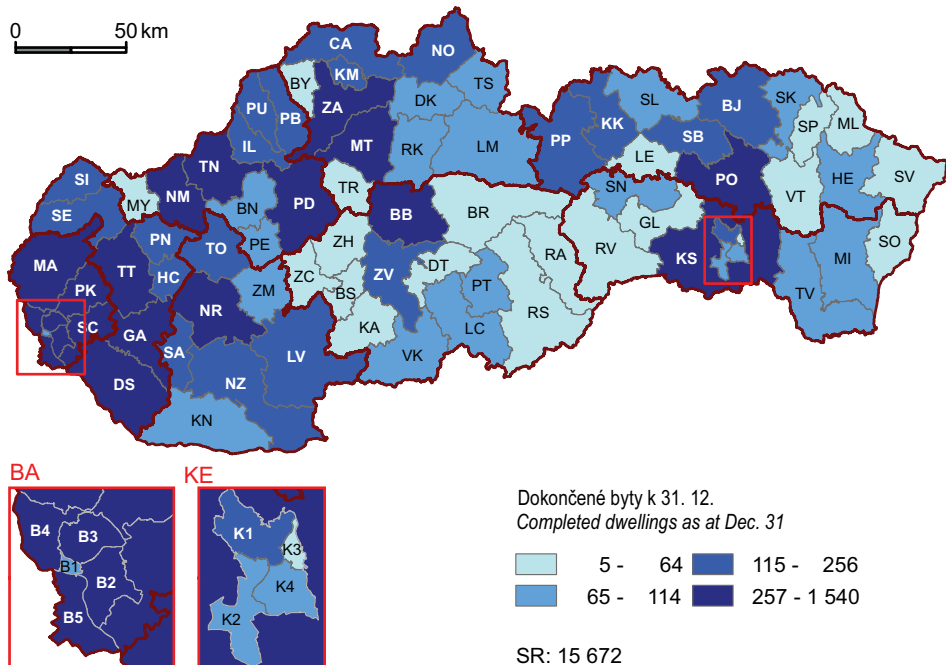 0 50 km
CA
NO
BY
KM
TS
PU
PB
ZA
DK
SL
BJ
SK
SP
ML
IL
MT
RK
LM
PP
KK
SB
LE
HE
SV
TN
SI
MY
NM
TR
PO
VT
SE
BN
PD
BB
BR
SN
GL
PN
TO
PE
ZH
RV
SO
MA
TT
HC
ZC
ZV
DT
RA
KS
MI
PK
ZM
BS
PT
TV
SC
GA
NR
KA
RS
SA
LV
LC
DS
NZ
VK
KN
BA
KE
B4
B3
B1
B2
B5
K1
K3
K4
K2
Dokončené byty k 31. 12.
Completed dwellings as at Dec. 31
5 - 64 115 - 256
65 - 114 257 - 1 540
SR: 15 672